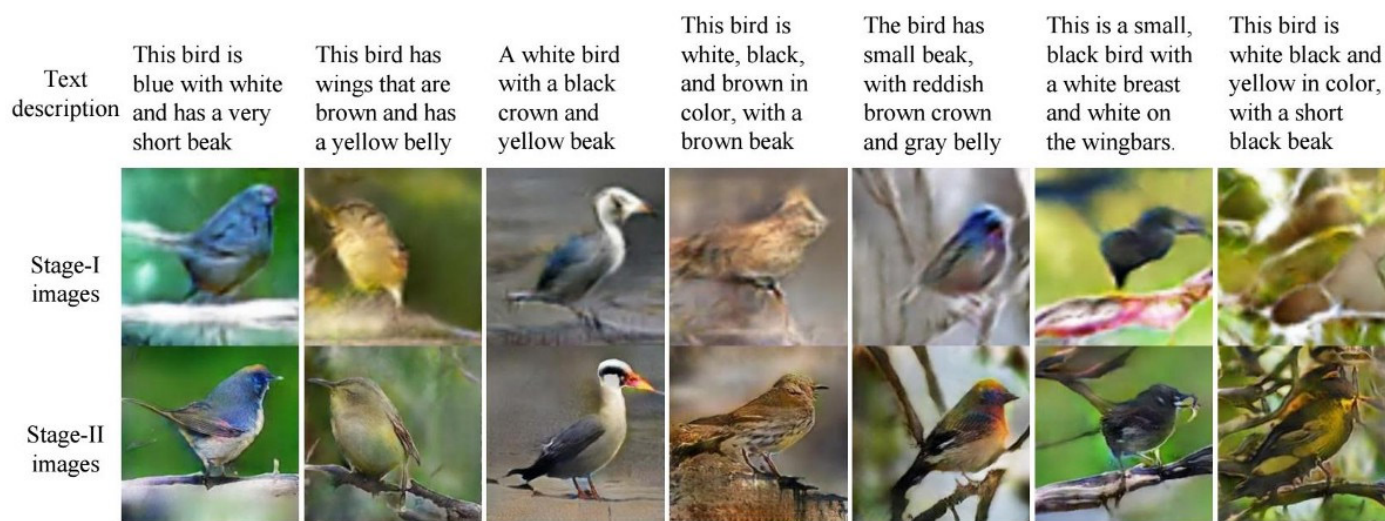 Text
description
This bird is
blue with white
and has a very
short beak
This bird has
wings that are
brown and has
a yellow belly
A white bird
with a black
crown and
yellow beak
This bird is
white, black,
and brown in
color, with a
brown beak
The bird has
small beak,
with reddish
brown crown
and gray belly
This is a small,
black bird with
a white breast
and white on
the wingbars.
This bird is
white black and
yellow in color,
with a short
black beak
Stage-I
images
Stage-II
images